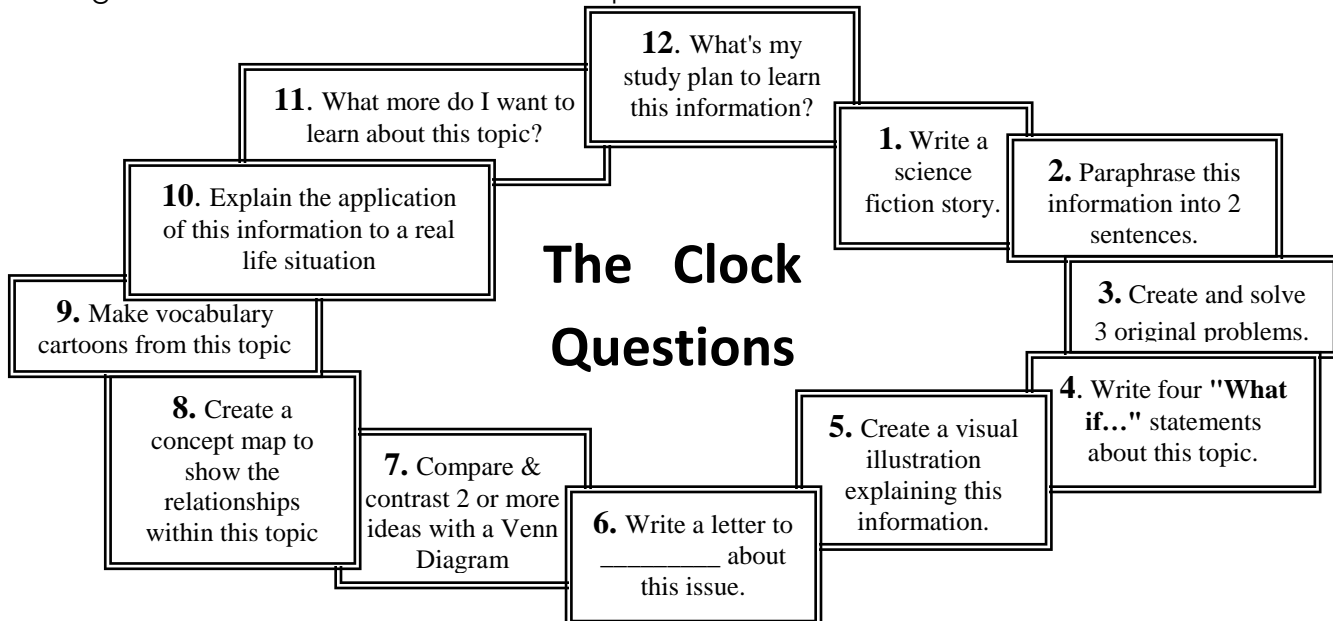 12. What's my
study plan to learn
this information?
11. What more do I want to
learn about this topic?
1. Write a
science
fiction story.
2. Paraphrase this
information into 2
sentences.
10. Explain the application
of this information to a real
life situation
The Clock
Questions
3. Create and solve
3 original problems.
9. Make vocabulary
cartoons from this topic
4. Write four "What
if…" statements
about this topic.
8. Create a
concept map to
show the
relationships
within this topic
5. Create a visual
illustration
explaining this
information.
7. Compare &
contrast 2 or more
ideas with a Venn
Diagram
6. Write a letter to
_________ about
this issue.